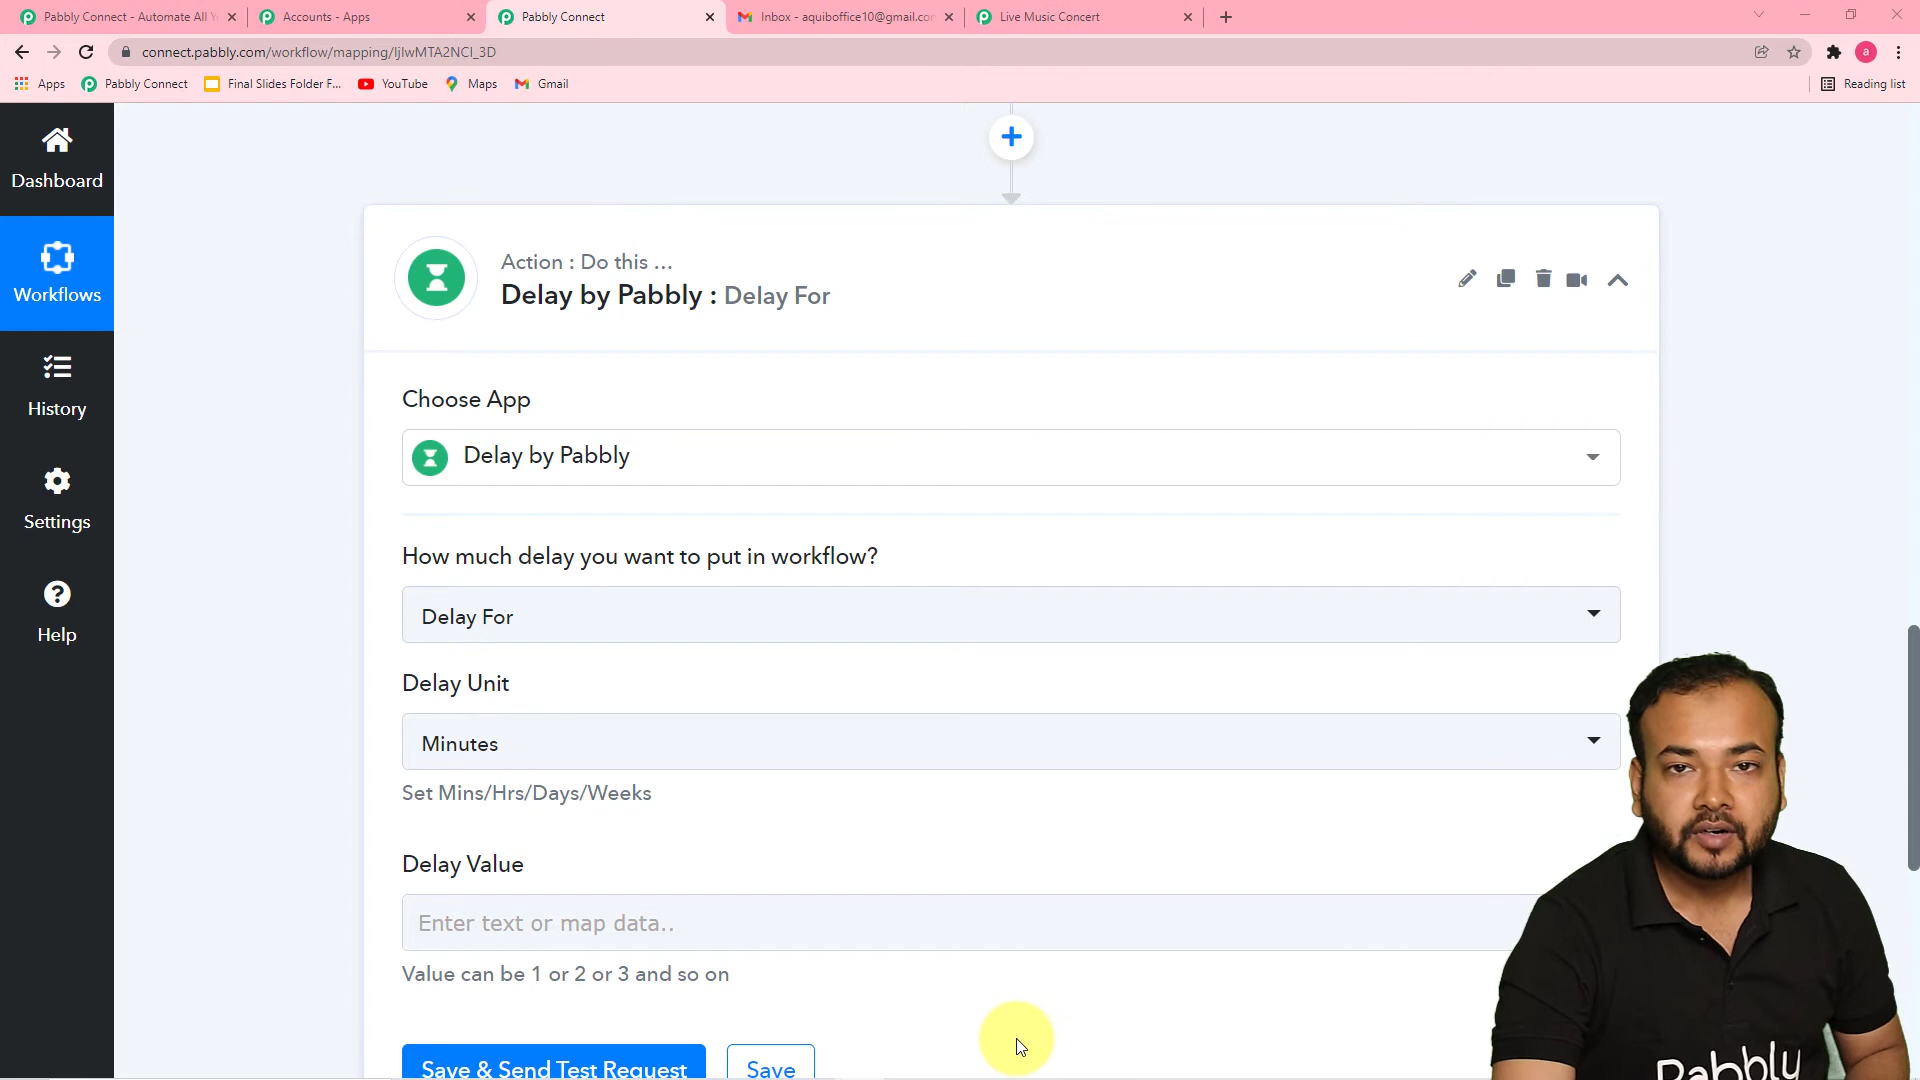 Pabbly Connect - Automate All Y
Accounts - Apps
Pabbly Connect
Inbox - aquiboffice10@gmail.co
Live Music Concert
connect.pabbly.com/workflow/mapping/IjIwMTA2NCI_3D
a
Apps
Pabbly Connect
Final Slides Folder F...
YouTube
Maps
Gmail
Reading list
Dashboard
Workflows
History
Settings
Help
Action : Do this ...
Delay by Pabbly : Delay For
Choose App
Delay by Pabbly
How much delay you want to put in workflow?
Delay For
Delay Unit
Minutes
Set Mins/Hrs/Days/Weeks
Delay Value
Enter text or map data..
Value can be 1 or 2 or 3 and so on
Save & Send Test Request
Save
Pabbly